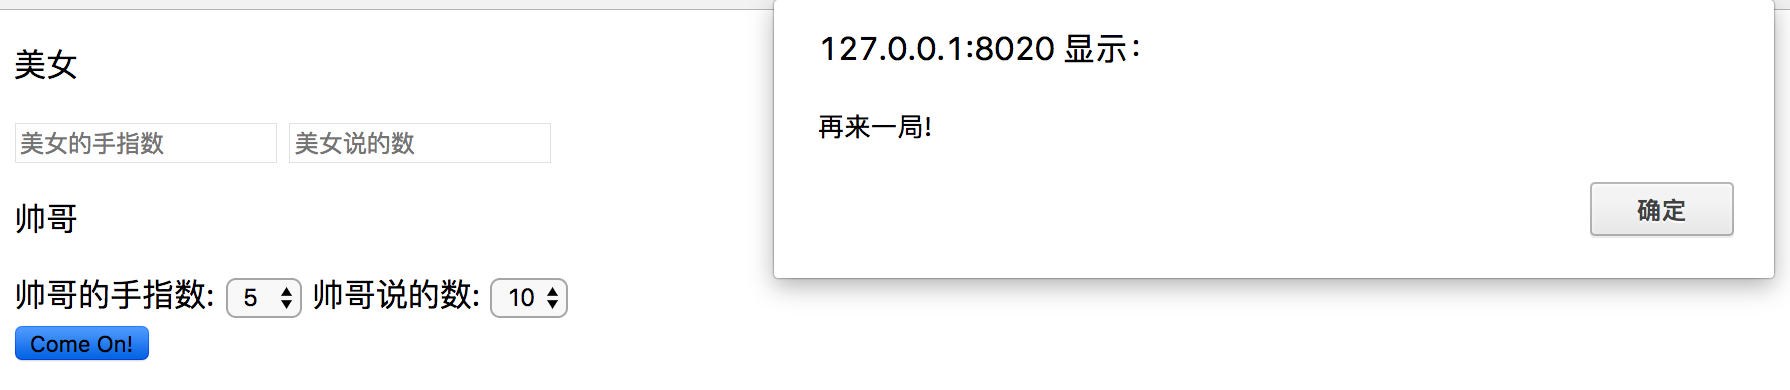 美女
美女的手指数 美女说的数
帅哥
帅哥的手指数: 5 帅哥说的数: 10
Come On!
127.0.0.1:8020 显示：
再来一局!
确定